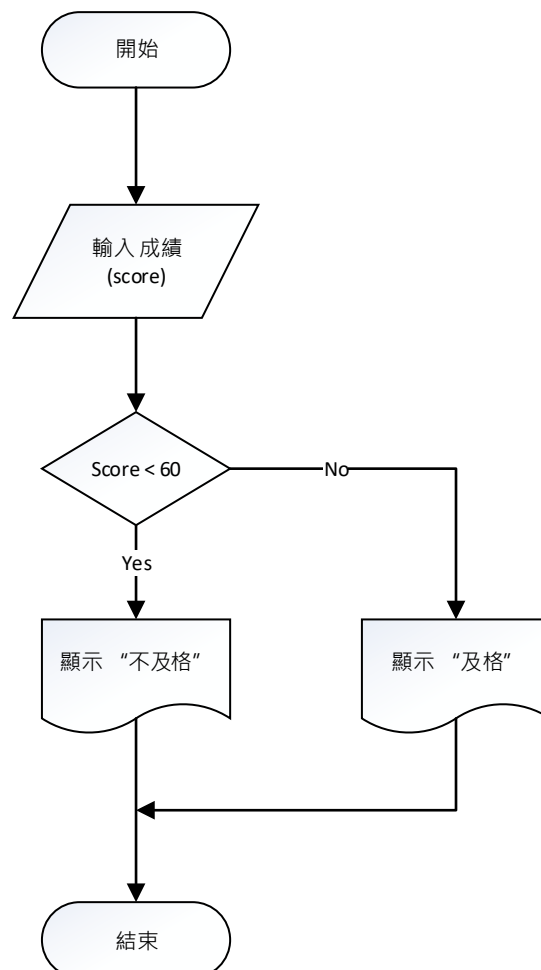 開始
輸入 成績
(score)
Score < 60
No
Yes
顯示 “不及格”
顯示 “及格”
結束